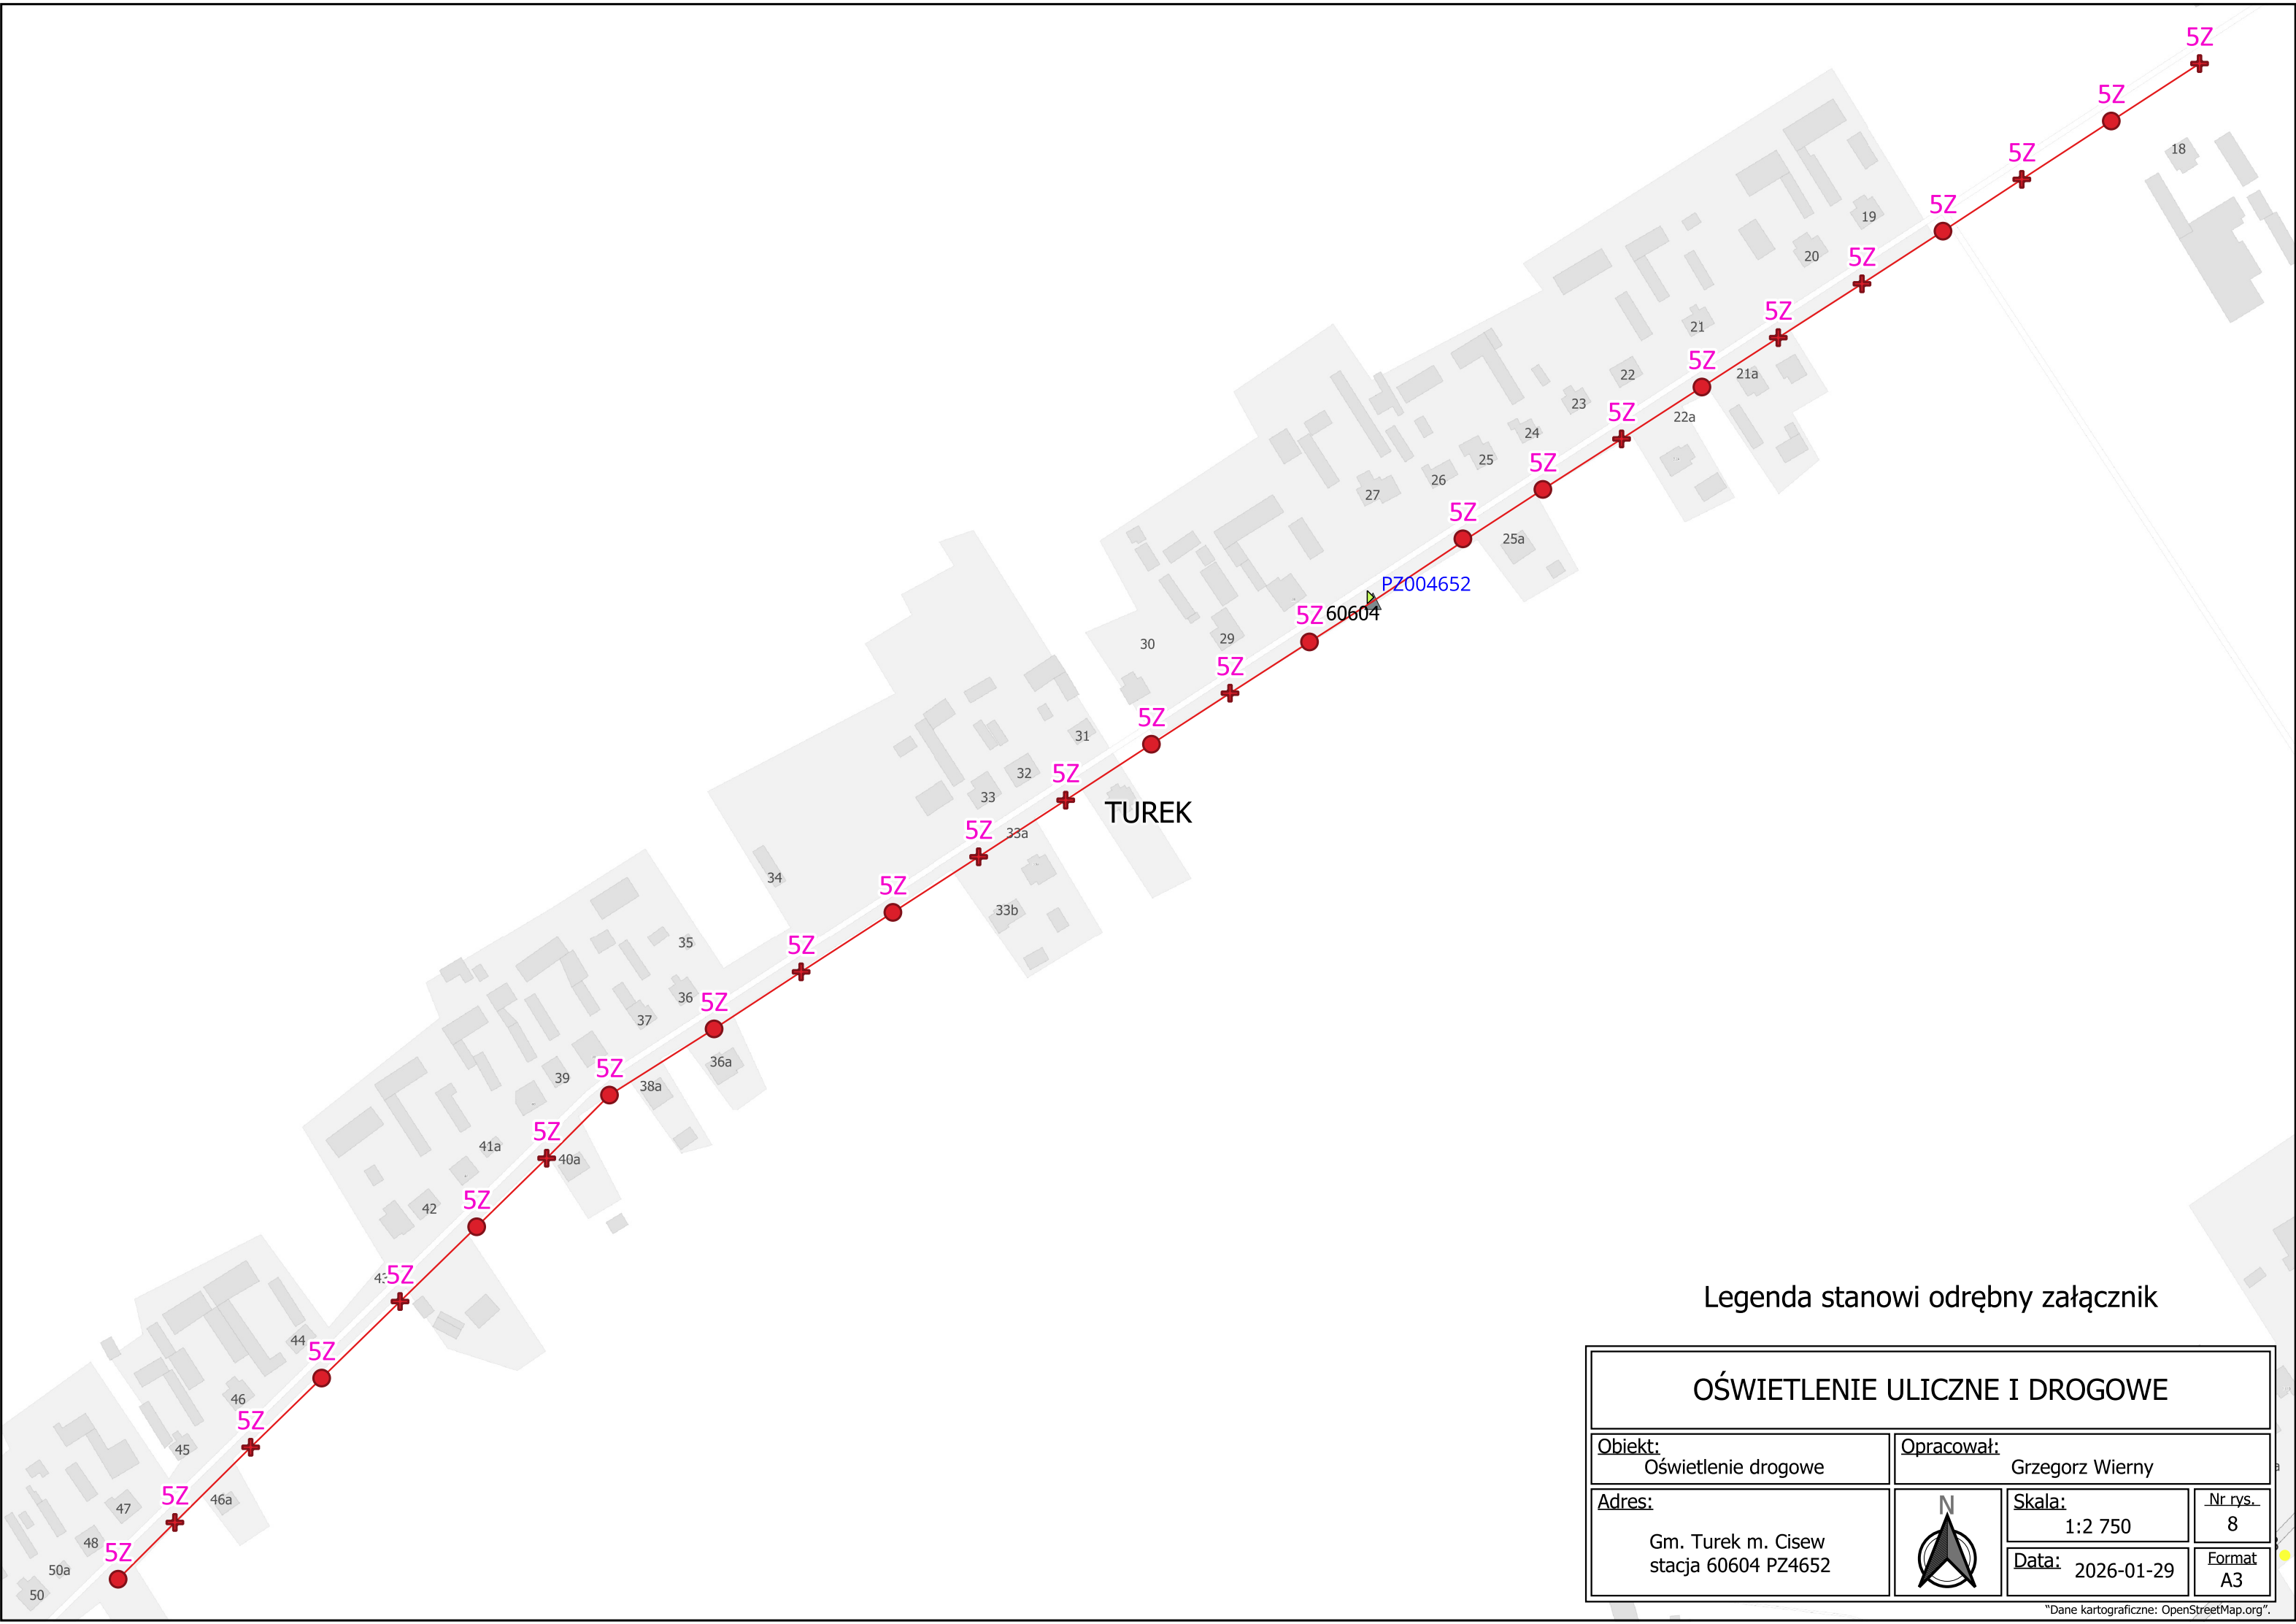 5Z
5Z
18
5Z
5Z
19
20
5Z
5Z
21
5Z
21a
22
23
22a
5Z
24
25
5Z
26
27
5Z
25a
PZ004652
5Z
60604
29
30
5Z
5Z
31
32
5Z
33
TUREK
33a
5Z
34
5Z
33b
35
5Z
36
5Z
37
36a
5Z
39
38a
5Z
41a
40a
42
5Z
5Z
44
5Z
46
5Z
45
46a
5Z
47
48
5Z
50a
50
Legenda stanowi odrębny załącznik
OŚWIETLENIE ULICZNE I DROGOWE
Obiekt:
Oświetlenie drogowe
Opracował:
Grzegorz Wierny
Adres:
Gm. Turek m. Cisew
stacja 60604 PZ4652
N
Skala:
1:2 750
Nr rys.
8
Data: 2026-01-29
Format
A3
"Dane kartograficzne: OpenStreetMap.org".